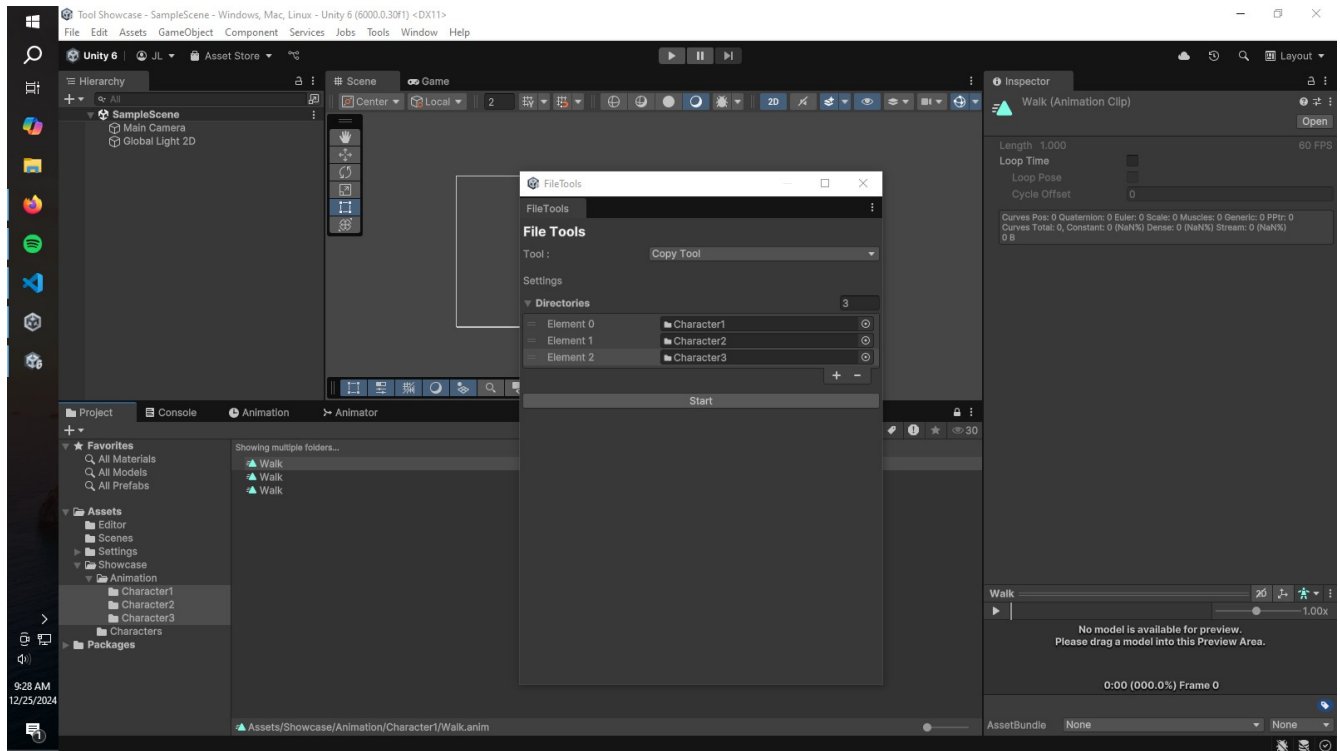 Tool Showcase - SampleScene - Windows, Mac, Linux - Unity 6 (6000.0.30f1) <DX11>
File Edit Assets GameObject Component Services Jobs Tools Window Help
Unity 6 JL Asset Store Layout
Hierarchy
All
SampleScene
Main Camera
Global Light 2D
Scene Game
Center Local 2 2D
FileTools
FileTools
File Tools
Tool : Copy Tool
Settings
Directories 3
Element 0 Character1
Element 1 Character2
Element 2 Character3
+ -
Start
Inspector
Walk (Animation Clip)
Open
Length 1.000 60 FPS
Loop Time
Loop Pose
Cycle Offset 0
Curves Pos: 0 Quaternion: 0 Euler: 0 Scale: 0 Muscles: 0 Generic: 0 PPtr: 0
Curves Total: 0, Constant: 0 (NaN%) Dense: 0 (NaN%) Stream: 0 (NaN%)
0 B
Project Console Animation Animator
30
Favorites
All Materials
All Models
All Prefabs
Assets
Editor
Scenes
Settings
Showcase
Animation
Character1
Character2
Character3
Characters
Packages
Showing multiple folders...
Walk
Walk
Walk
Assets/Showcase/Animation/Character1/Walk.anim
Walk
1.00x
No model is available for preview.
Please drag a model into this Preview Area.
0:00 (000.0%) Frame 0
AssetBundle None None
9:28 AM
12/25/2024